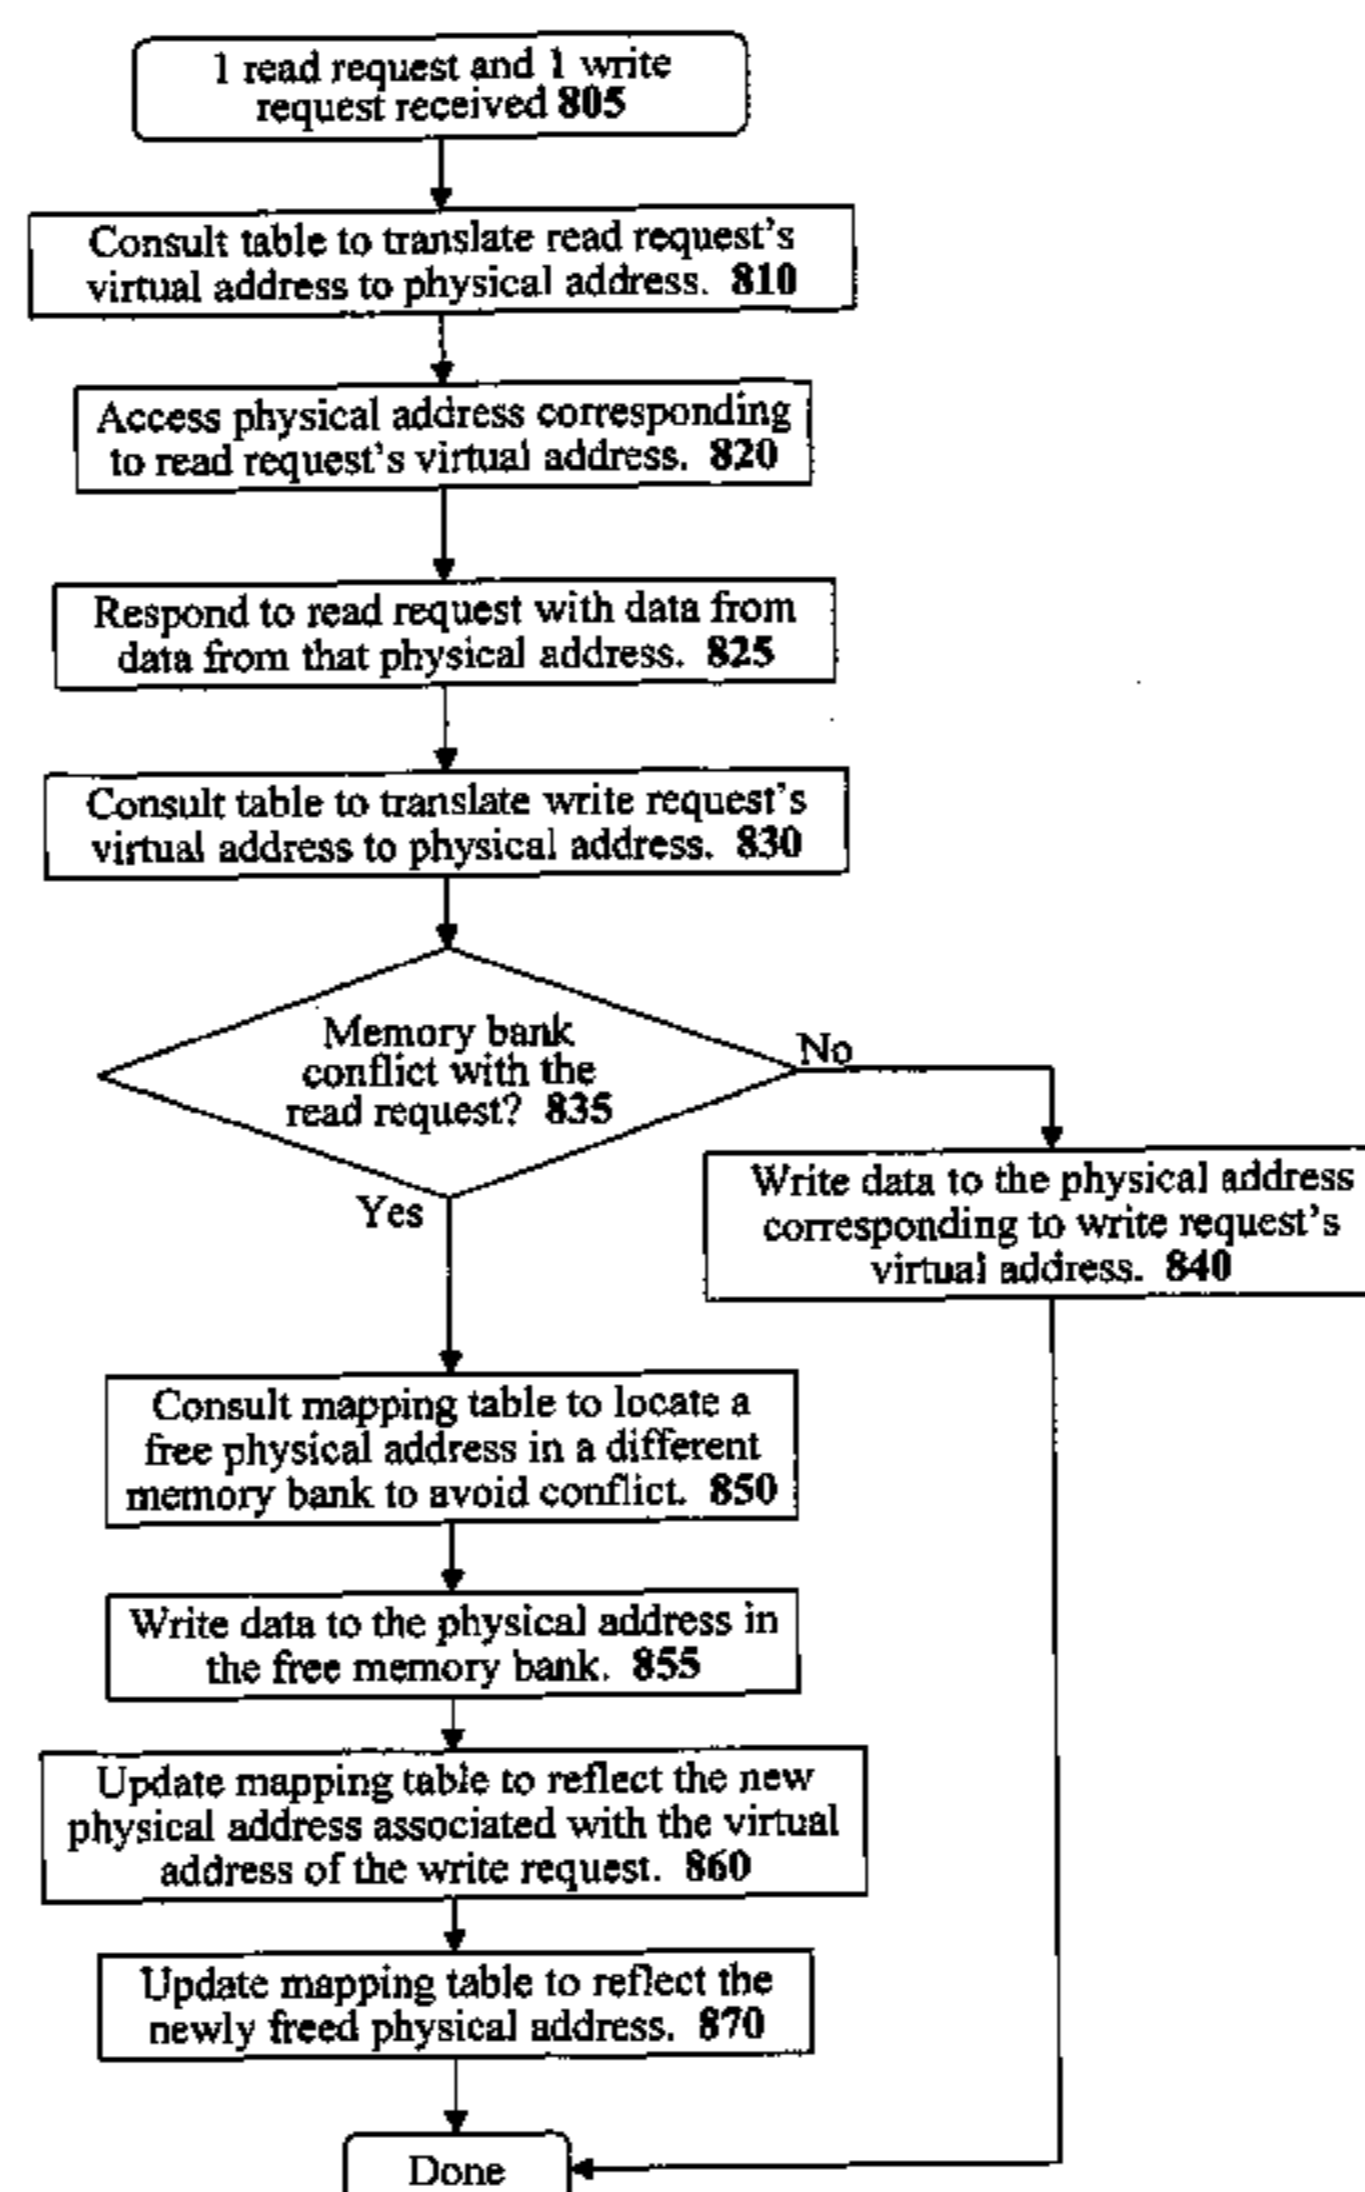 1 read request and 1 write
request received 805
Consult table to translate read request's
virtual address to physical address. 810
Access physical address corresponding
to read request's virtual address. 820
Respond to read request with data from
data from that physical address. 825
Consult table to translate write request's
virtual address to physical address. 830
Memory bank
conflict with the
read request? 835
No
Yes
Write data to the physical address
corresponding to write request's
virtual address. 840
Consult mapping table to locate a
free physical address in a different
memory bank to avoid conflict. 850
Write data to the physical address in
the free memory bank. 855
Update mapping table to reflect the new
physical address associated with the virtual
address of the write request. 860
Update mapping table to reflect the
newly freed physical address. 870
Done